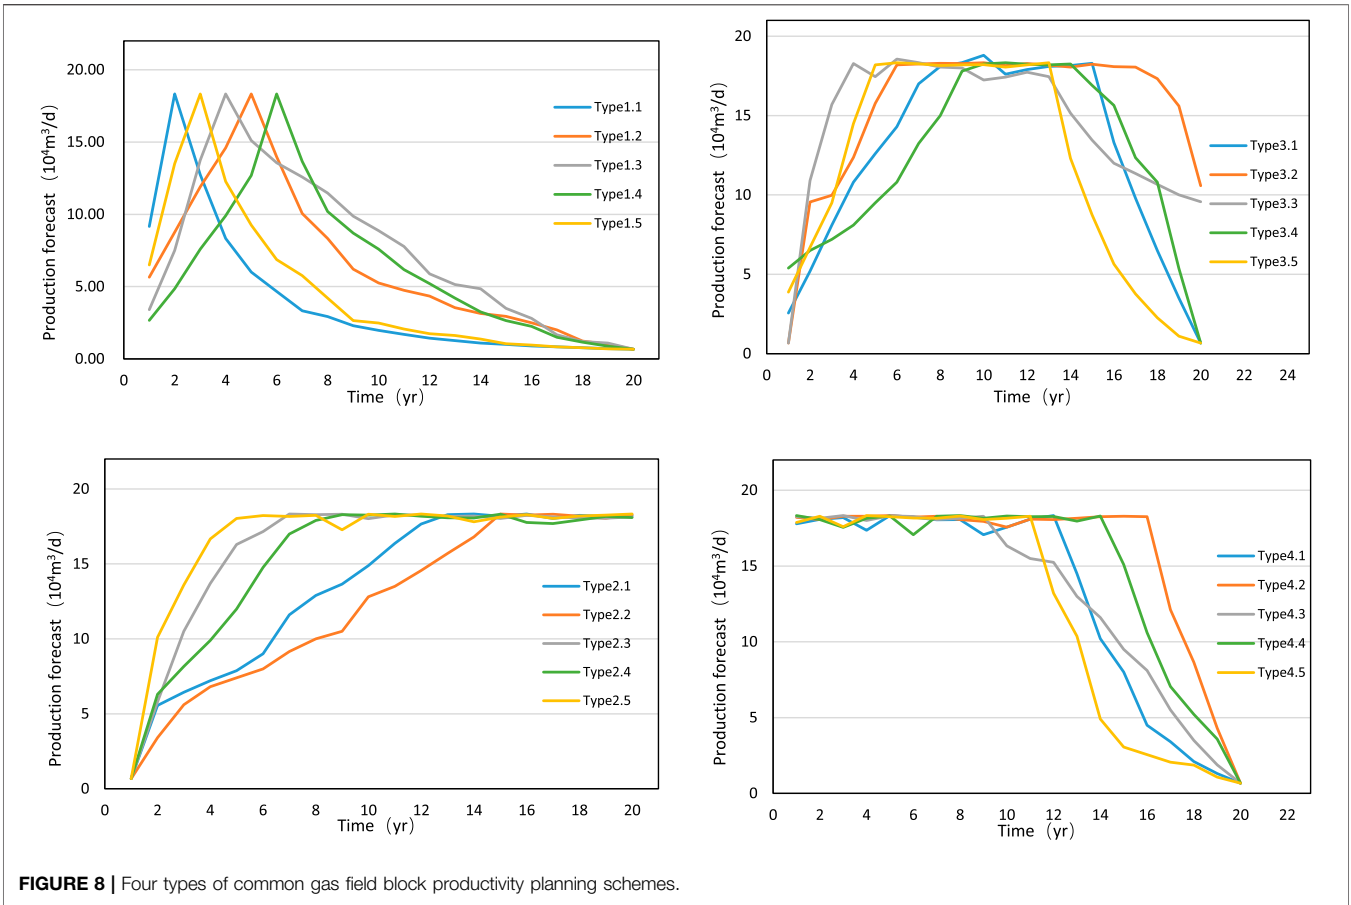 Production forecast（10⁴m³/d）
20.00
15.00
10.00
5.00
0.00
0 2 4 6 8 10 12 14 16 18 20
Time（yr）
Type1.1
Type1.2
Type1.3
Type1.4
Type1.5
Production forecast（10⁴m³/d）
20
15
10
5
0
0 2 4 6 8 10 12 14 16 18 20 22 24
Time（yr）
Type3.1
Type3.2
Type3.3
Type3.4
Type3.5
Production forecast（10⁴m³/d）
20
15
10
5
0
0 2 4 6 8 10 12 14 16 18 20
Time（yr）
Type2.1
Type2.2
Type2.3
Type2.4
Type2.5
Production forecast（10⁴m³/d）
20
15
10
5
0
0 2 4 6 8 10 12 14 16 18 20 22
Time（yr）
Type4.1
Type4.2
Type4.3
Type4.4
Type4.5
FIGURE 8 | Four types of common gas field block productivity planning schemes.